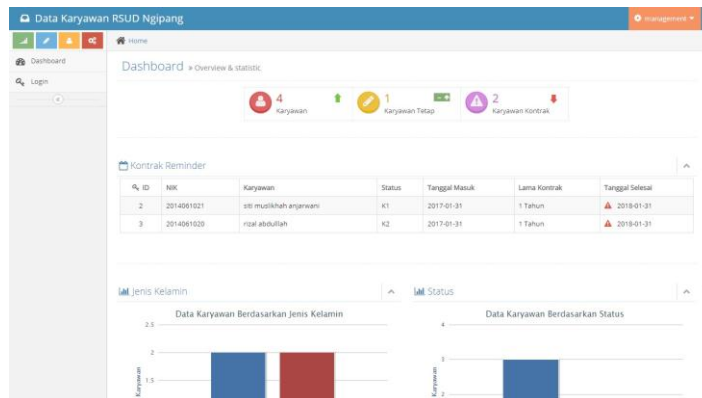 Data Karyawan RSUD Ngipang
management
Home
Dashboard
Login
Dashboard » Overview & statistic
4
Karyawan
1
Karyawan Tetap
2
Karyawan Kontrak
Kontrak Reminder
ID NIK Karyawan Status Tanggal Masuk Lama Kontrak Tanggal Selesai
2 2014061021 siti muslikhah anjarwani K1 2017-01-31 1 Tahun 2018-01-31
3 2014061020 rizal abdulllah K2 2017-01-31 1 Tahun 2018-01-31
Jenis Kelamin
Data Karyawan Berdasarkan Jenis Kelamin
2.5
2
1.5
Karyawan
Status
Data Karyawan Berdasarkan Status
4
3
2
Karyawan